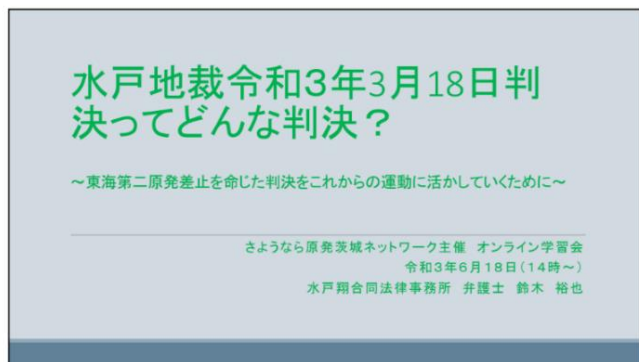 水戸地裁令和３年3月18日判
決ってどんな判決？
～東海第二原発差止を命じた判決をこれからの運動に活かしていくために～
さようなら原発茨城ネットワーク主催　オンライン学習会
令和３年６月１８日（１４時～）
水戸翔合同法律事務所　弁護士　鈴木　裕也